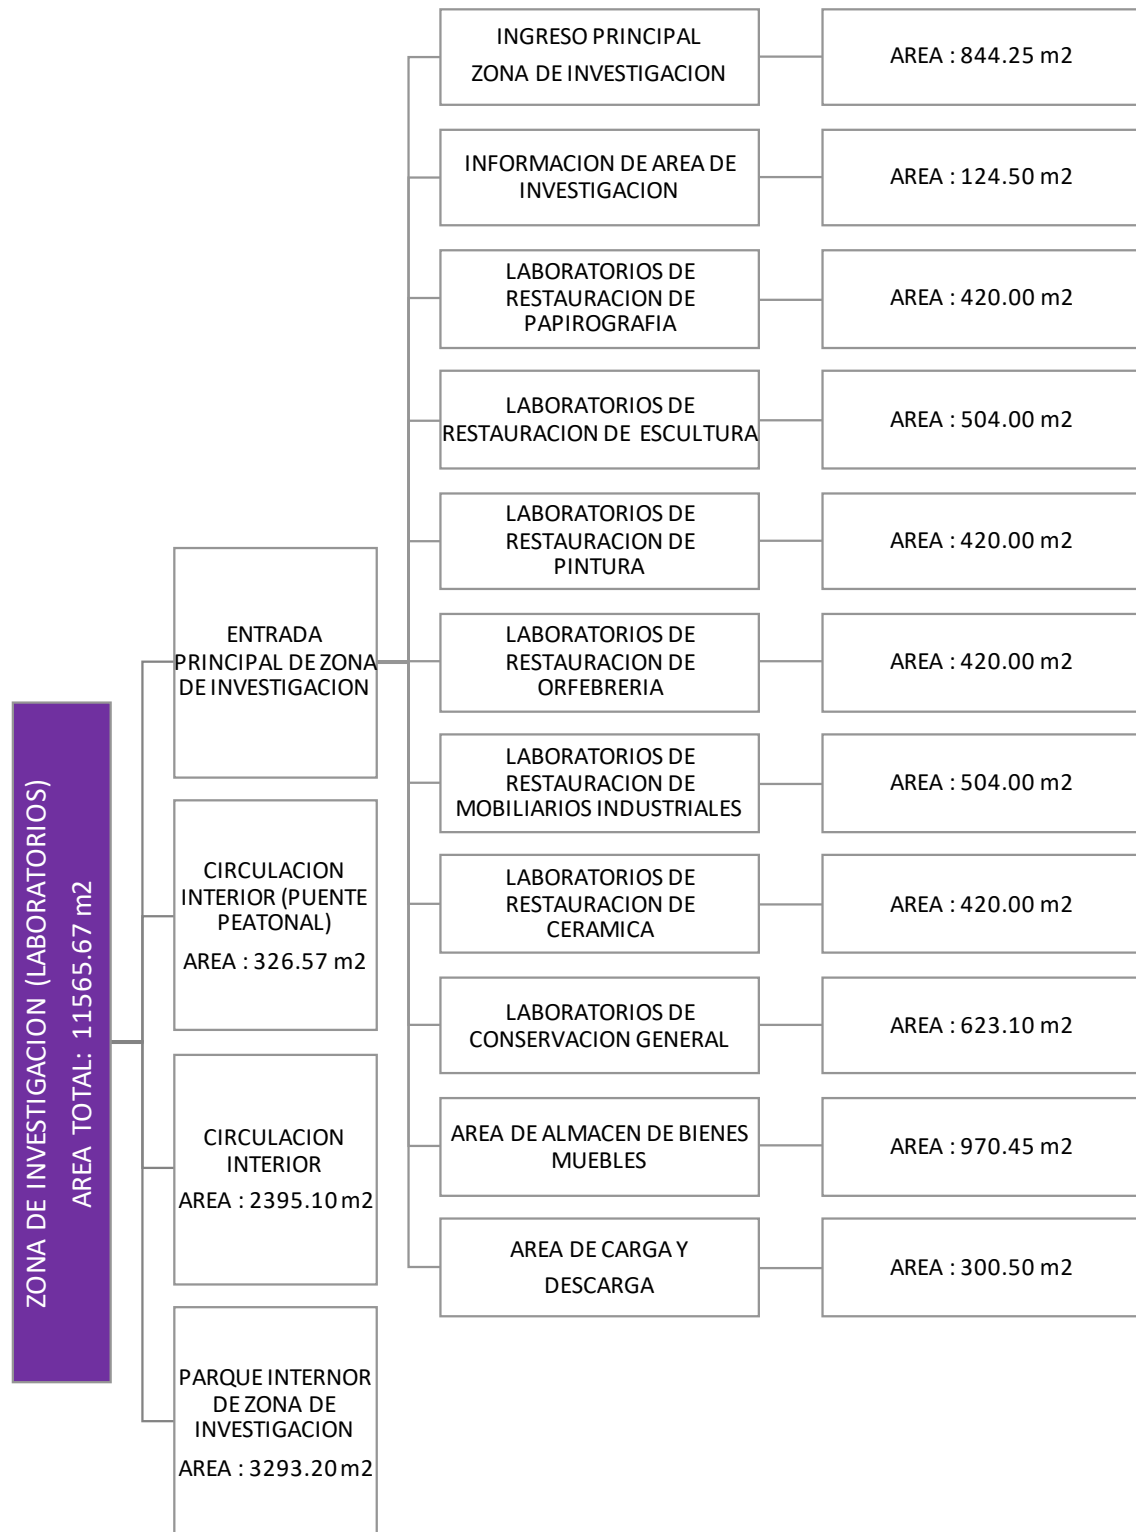 ZONA DE INVESTIGACION (LABORATORIOS)
AREA TOTAL: 11565.67 m2
ENTRADA
PRINCIPAL DE ZONA
DE INVESTIGACION
INGRESO PRINCIPAL
ZONA DE INVESTIGACION
AREA : 844.25 m2
INFORMACION DE AREA DE
INVESTIGACION
AREA : 124.50 m2
LABORATORIOS DE
RESTAURACION DE
PAPIROGRAFIA
AREA : 420.00 m2
LABORATORIOS DE
RESTAURACION DE ESCULTURA
AREA : 504.00 m2
LABORATORIOS DE
RESTAURACION DE
PINTURA
AREA : 420.00 m2
LABORATORIOS DE
RESTAURACION DE
ORFEBRERIA
AREA : 420.00 m2
LABORATORIOS DE
RESTAURACION DE
MOBILIARIOS INDUSTRIALES
AREA : 504.00 m2
LABORATORIOS DE
RESTAURACION DE
CERAMICA
AREA : 420.00 m2
LABORATORIOS DE
CONSERVACION GENERAL
AREA : 623.10 m2
AREA DE ALMACEN DE BIENES
MUEBLES
AREA : 970.45 m2
AREA DE CARGA Y
DESCARGA
AREA : 300.50 m2
CIRCULACION
INTERIOR (PUENTE
PEATONAL)
AREA : 326.57 m2
CIRCULACION
INTERIOR
AREA : 2395.10 m2
PARQUE INTERNOR
DE ZONA DE
INVESTIGACION
AREA : 3293.20 m2